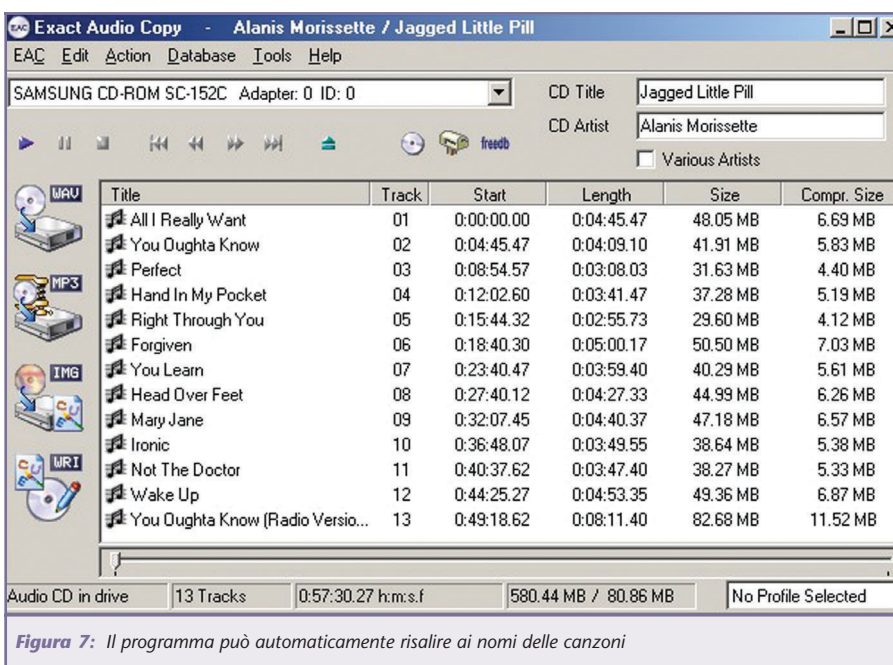 Exact Audio Copy - Alanis Morissette / Jagged Little Pill
EAC Edit Action Database Tools Help
SAMSUNG CD-ROM SC-152C Adapter: 0 ID: 0
CD Title Jagged Little Pill
CD Artist Alanis Morissette
freedb
Various Artists
WAV
MP3
IMG
WRI
Title Track Start Length Size Compr. Size
All I Really Want 01 0:00:00.00 0:04:45.47 48.05 MB 6.69 MB
You Oughta Know 02 0:04:45.47 0:04:09.10 41.91 MB 5.83 MB
Perfect 03 0:08:54.57 0:03:08.03 31.63 MB 4.40 MB
Hand In My Pocket 04 0:12:02.60 0:03:41.47 37.28 MB 5.19 MB
Right Through You 05 0:15:44.32 0:02:55.73 29.60 MB 4.12 MB
Forgiven 06 0:18:40.30 0:05:00.17 50.50 MB 7.03 MB
You Learn 07 0:23:40.47 0:03:59.40 40.29 MB 5.61 MB
Head Over Feet 08 0:27:40.12 0:04:27.33 44.99 MB 6.26 MB
Mary Jane 09 0:32:07.45 0:04:40.37 47.18 MB 6.57 MB
Ironic 10 0:36:48.07 0:03:49.55 38.64 MB 5.38 MB
Not The Doctor 11 0:40:37.62 0:03:47.40 38.27 MB 5.33 MB
Wake Up 12 0:44:25.27 0:04:53.35 49.36 MB 6.87 MB
You Oughta Know (Radio Versio... 13 0:49:18.62 0:08:11.40 82.68 MB 11.52 MB
Audio CD in drive 13 Tracks 0:57:30.27 h:m:s.f 580.44 MB / 80.86 MB No Profile Selected
Figura 7: Il programma può automaticamente risalire ai nomi delle canzoni